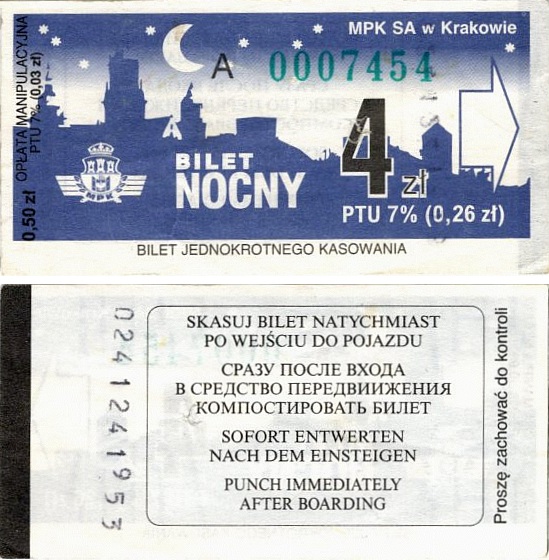 MPK SA w Krakowie
A 0007454
OPŁATA MANIPULACYJNA
0,50 zł PTU 7% (0,03 zł)
A
BILET
NOCNY
4 zł
PTU 7% (0,26 zł)
MPK
BILET JEDNOKROTNEGO KASOWANIA
0241241953
SKASUJ BILET NATYCHMIAST
PO WEJŚCIU DO POJAZDU
СРАЗУ ПОСЛЕ ВХОДА
В СРЕДСТВО ПЕРЕДВИИЖЕНИЯ
КОМПОСТИРОВАТЬ БИЛЕТ
SOFORT ENTWERTEN
NACH DEM EINSTEIGEN
PUNCH IMMEDIATELY
AFTER BOARDING
Proszę zachować do kontroli